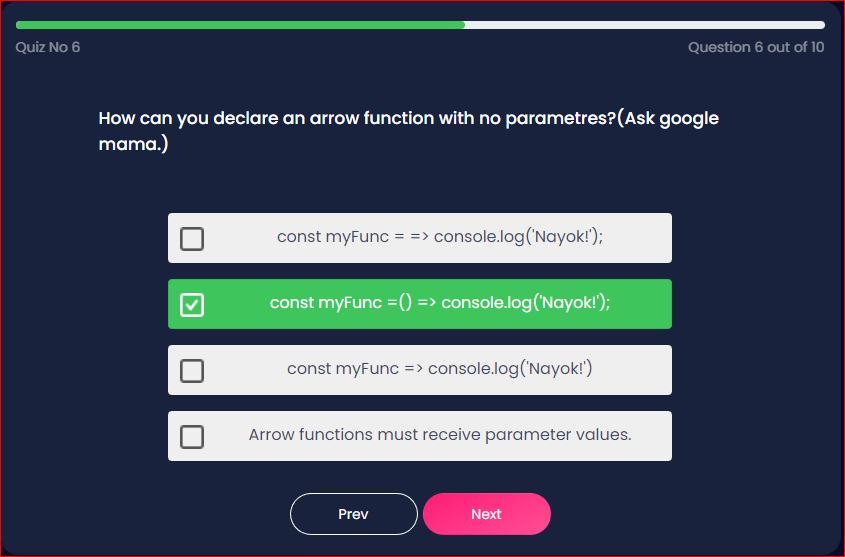 Quiz No 6
Question 6 out of 10
How can you declare an arrow function with no parametres?(Ask google
mama.)
const myFunc = => console.log('Nayok!');
const myFunc =() => console.log('Nayok!');
const myFunc => console.log('Nayok!')
Arrow functions must receive parameter values.
Prev
Next